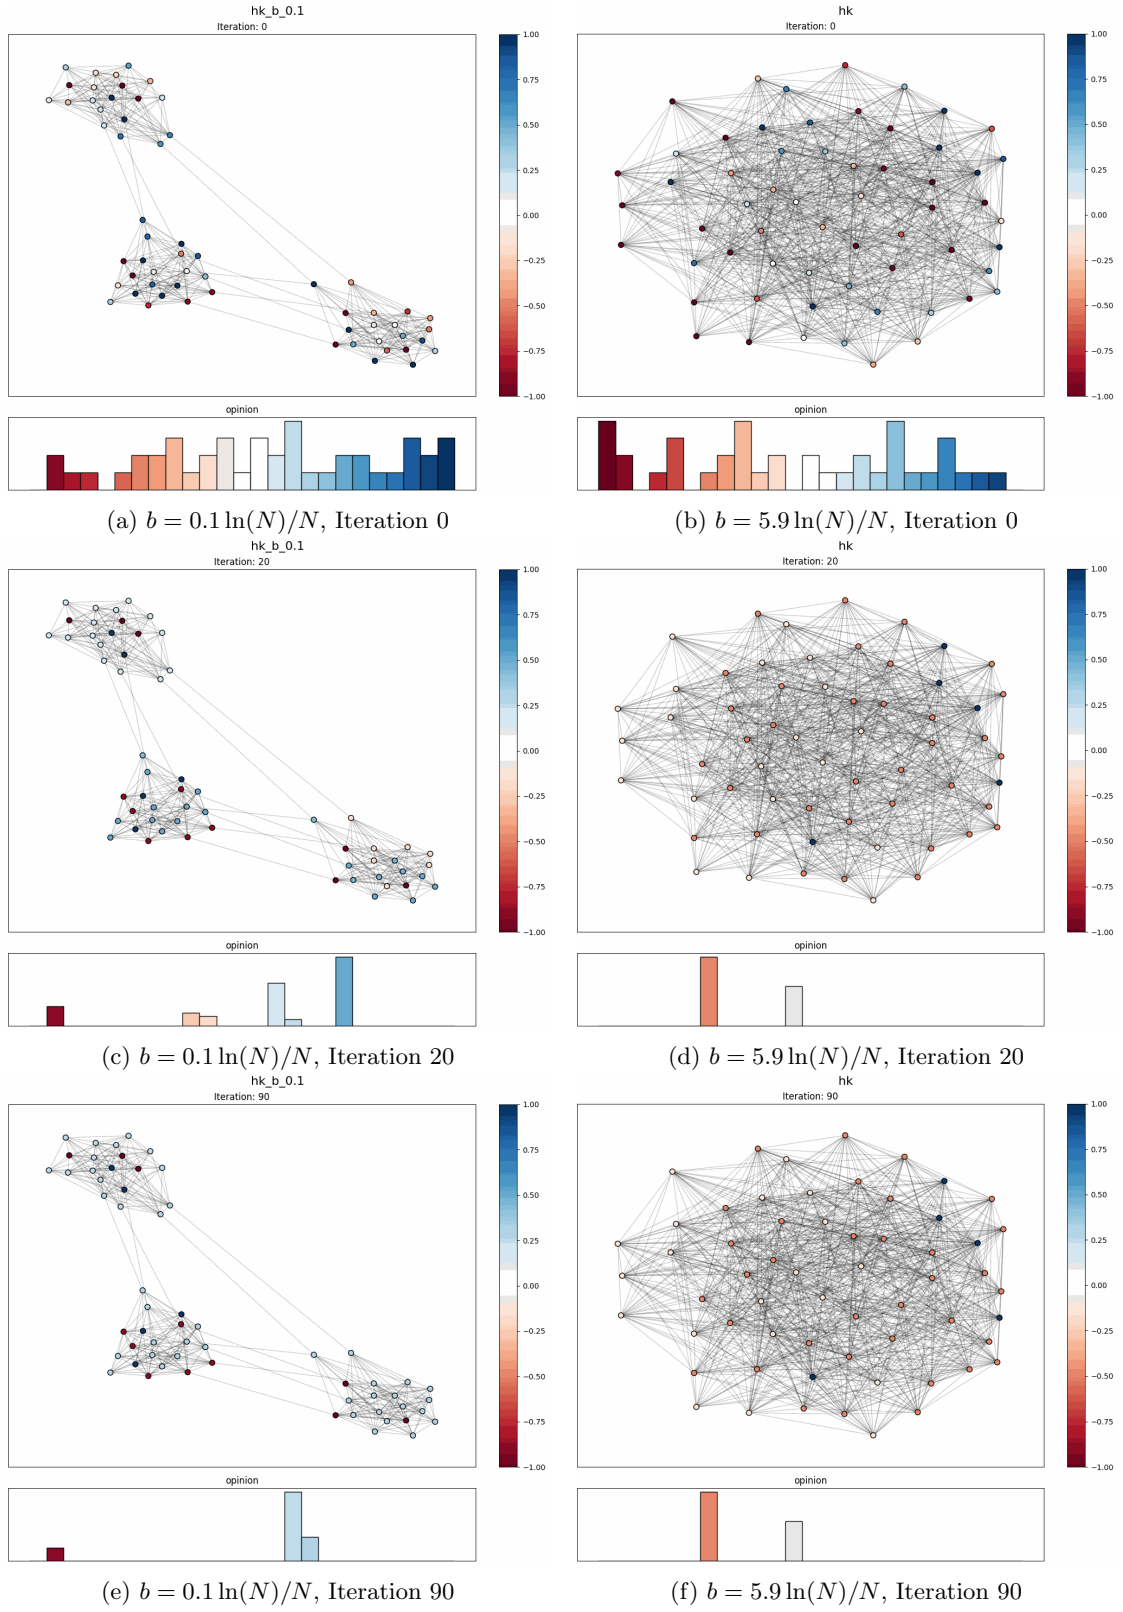 hk_b_0.1
Iteration: 0
1.00
0.75
0.50
0.25
0.00
−0.25
−0.50
−0.75
−1.00
opinion
(a) b = 0.1 ln(N)/N, Iteration 0
hk
Iteration: 0
1.00
0.75
0.50
0.25
0.00
−0.25
−0.50
−0.75
−1.00
opinion
(b) b = 5.9 ln(N)/N, Iteration 0
hk_b_0.1
Iteration: 20
1.00
0.75
0.50
0.25
0.00
−0.25
−0.50
−0.75
−1.00
opinion
(c) b = 0.1 ln(N)/N, Iteration 20
hk
Iteration: 20
1.00
0.75
0.50
0.25
0.00
−0.25
−0.50
−0.75
−1.00
opinion
(d) b = 5.9 ln(N)/N, Iteration 20
hk_b_0.1
Iteration: 90
1.00
0.75
0.50
0.25
0.00
−0.25
−0.50
−0.75
−1.00
opinion
(e) b = 0.1 ln(N)/N, Iteration 90
hk
Iteration: 90
1.00
0.75
0.50
0.25
0.00
−0.25
−0.50
−0.75
−1.00
opinion
(f) b = 5.9 ln(N)/N, Iteration 90